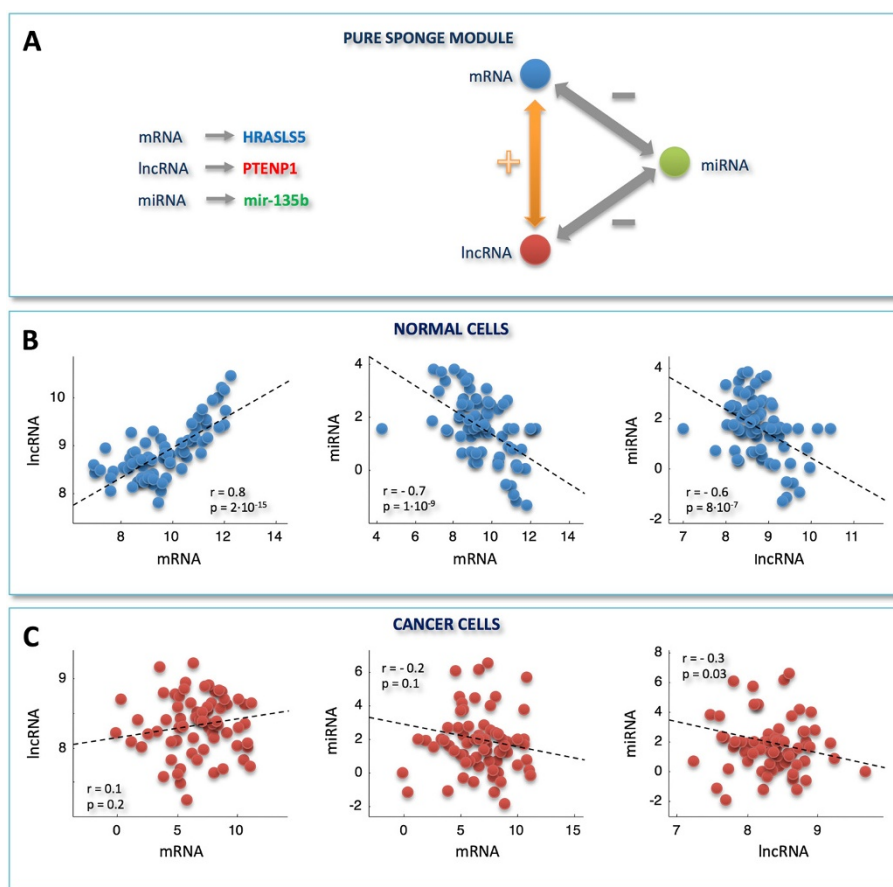 A
PURE SPONGE MODULE
mRNA → HRASLS5
lncRNA → PTENP1
miRNA → mir-135b
mRNA
−
+
miRNA
−
lncRNA
B
NORMAL CELLS
lncRNA
10
9
8
r = 0.8
p = 2·10⁻¹⁵
8 10 12 14
mRNA
miRNA
4
2
0
r = - 0.7
p = 1·10⁻⁹
4 6 8 10 12 14
mRNA
miRNA
4
2
0
-2
r = - 0.6
p = 8·10⁻⁷
7 8 9 10 11
lncRNA
C
CANCER CELLS
lncRNA
9
8
r = 0.1
p = 0.2
0 5 10
mRNA
miRNA
6
4
2
0
-2
r = - 0.2
p = 0.1
0 5 10 15
mRNA
miRNA
8
6
4
2
0
-2
r = - 0.3
p = 0.03
7 8 9
lncRNA